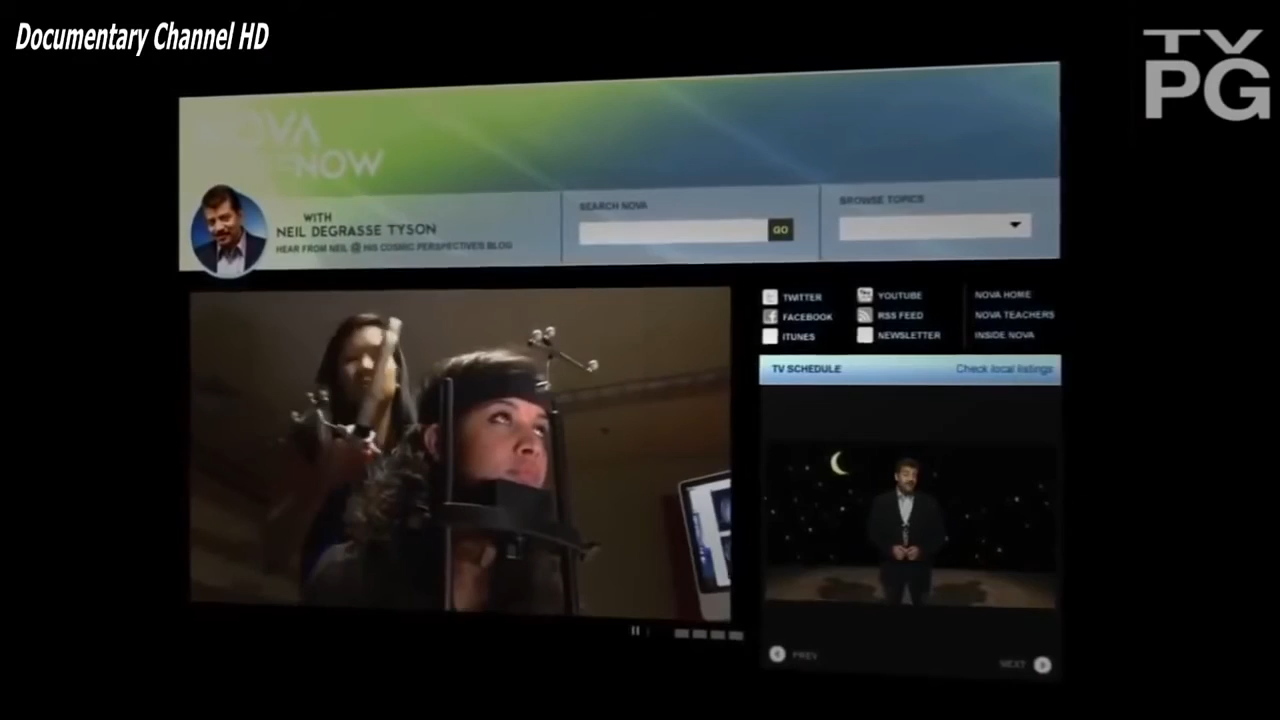 Documentary Channel HD
TV
PG
NOVA
NOW
WITH
NEIL DEGRASSE TYSON
HEAR FROM NEIL @ HIS COSMIC PERSPECTIVES BLOG
SEARCH NOVA
GO
BROWSE TOPICS
TWITTER
FACEBOOK
ITUNES
YOUTUBE
RSS FEED
NEWSLETTER
NOVA HOME
NOVA TEACHERS
INSIDE NOVA
TV SCHEDULE
Check local listings
PREV
NEXT